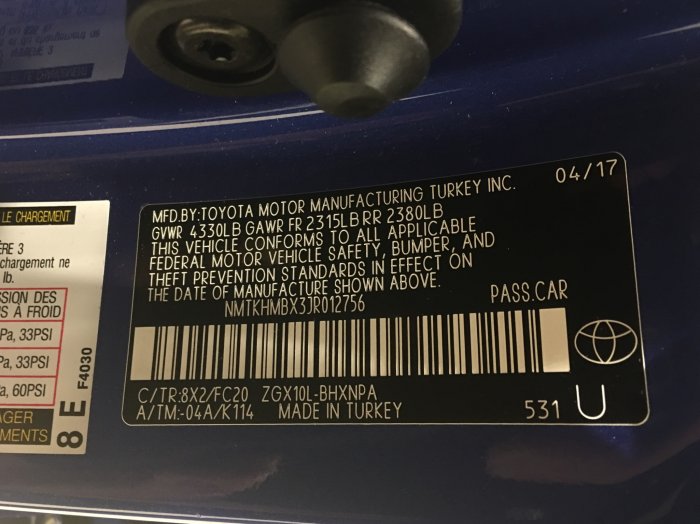 MFD.BY:TOYOTA MOTOR MANUFACTURING TURKEY INC. 04/17
GVWR 4330LB GAWR FR 2315LB RR 2380LB
THIS VEHICLE CONFORMS TO ALL APPLICABLE
FEDERAL MOTOR VEHICLE SAFETY, BUMPER, AND
THEFT PREVENTION STANDARDS IN EFFECT ON
THE DATE OF MANUFACTURE SHOWN ABOVE.
NMTKHMBX3JR012756 PASS.CAR
C/TR:8X2/FC20 ZGX10L-BHXNPA
A/TM:-04A/K114 MADE IN TURKEY 531 U
LE CHARGEMENT
ÈRE 3
chargement ne
lb.
SSION DES
S À FROID
Pa, 33PSI
Pa, 33PSI
a, 60PSI
AGER
MENTS
8 E F4030